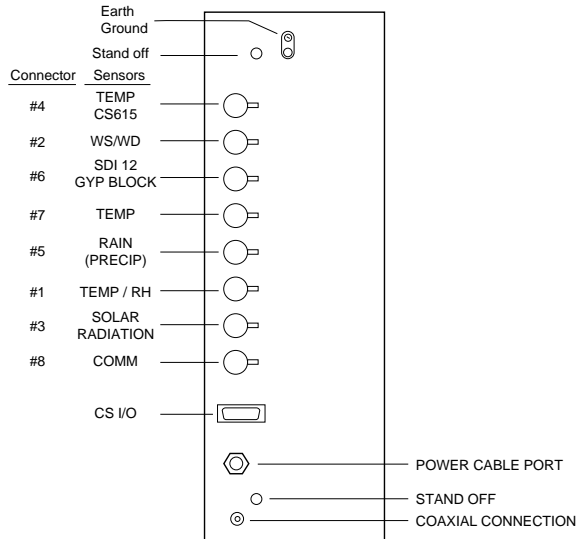 Earth
Ground
Stand off
Connector Sensors
#4 TEMP
CS615
#2 WS/WD
#6 SDI 12
GYP BLOCK
#7 TEMP
#5 RAIN
(PRECIP)
#1 TEMP / RH
#3 SOLAR
RADIATION
#8 COMM
CS I/O
POWER CABLE PORT
STAND OFF
COAXIAL CONNECTION